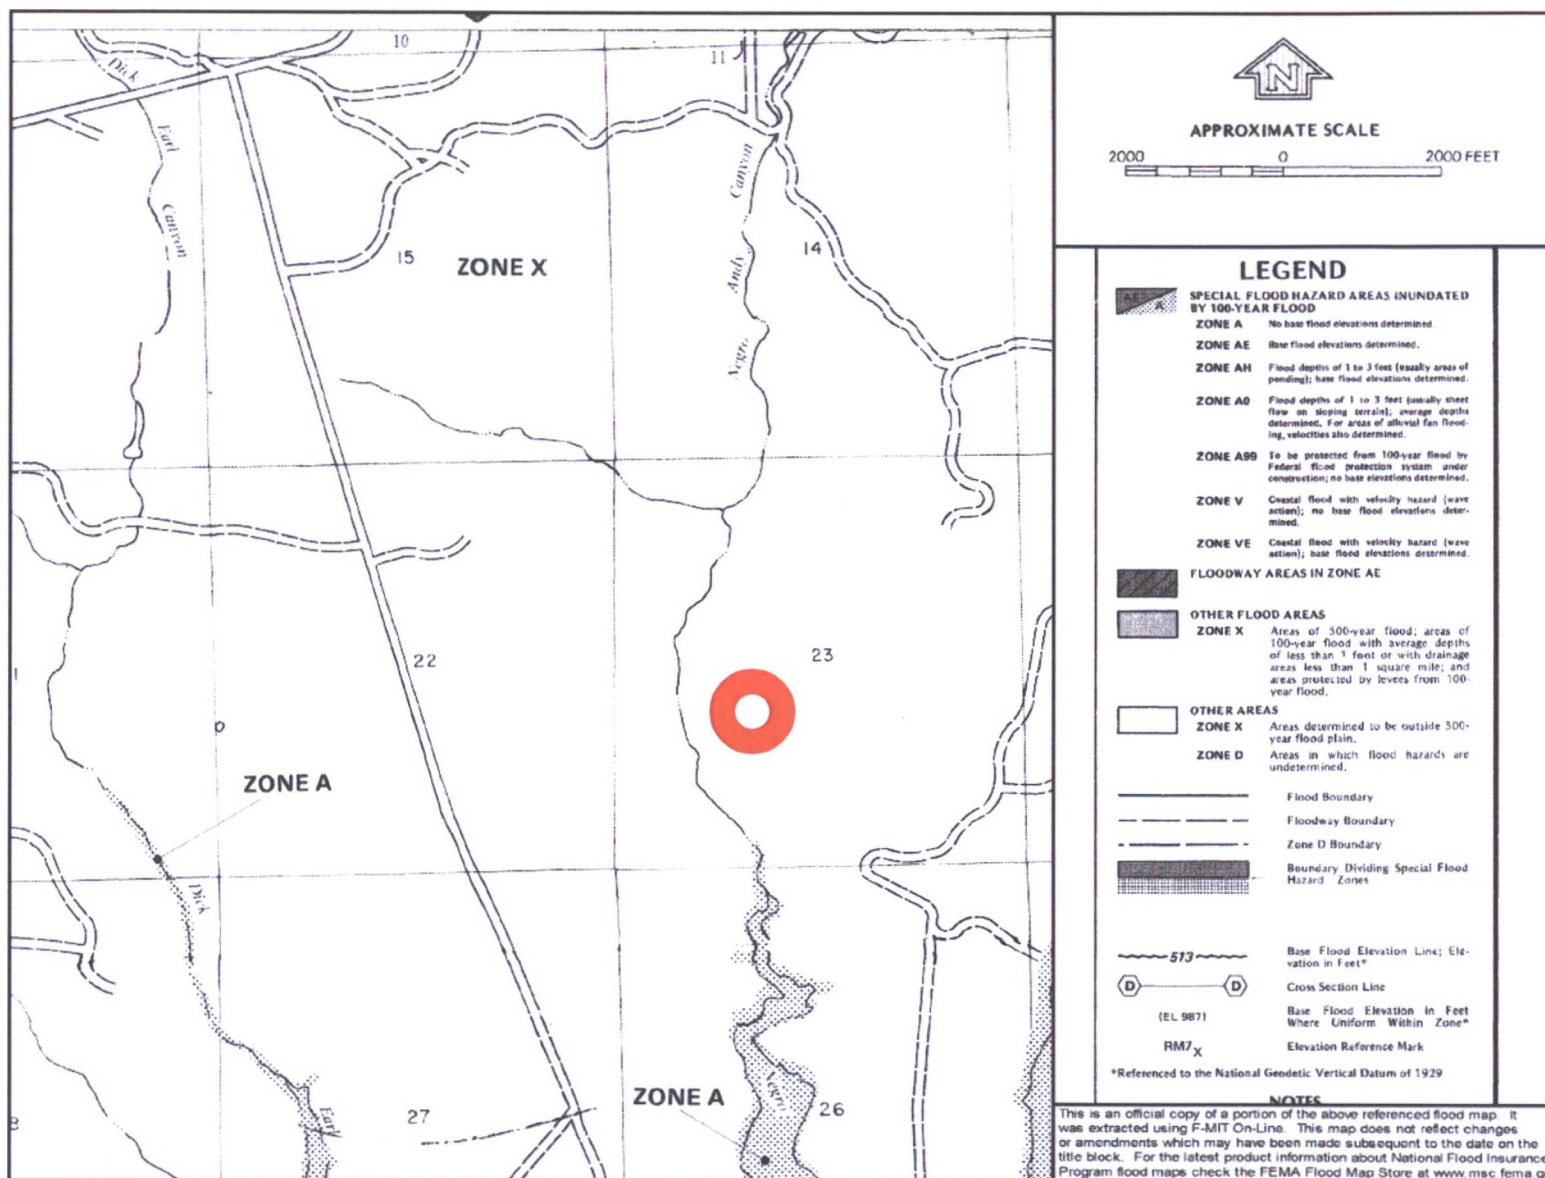 10
11
Dick
Earl
Canyon
Canyon
Andy
Negro
15
14
ZONE X
22
23
ZONE A
Dick
Earl
27
ZONE A
Negro
26
N
APPROXIMATE SCALE
2000 0 2000 FEET
LEGEND
AE
A
SPECIAL FLOOD HAZARD AREAS INUNDATED
BY 100-YEAR FLOOD
ZONE A No base flood elevations determined.
ZONE AE Base flood elevations determined.
ZONE AH Flood depths of 1 to 3 feet (usually areas of
ponding); base flood elevations determined.
ZONE A0 Flood depths of 1 to 3 feet (usually sheet
flow on sloping terrain); average depths
determined. For areas of alluvial fan flood-
ing, velocities also determined.
ZONE A99 To be protected from 100-year flood by
Federal flood protection system under
construction; no base elevations determined.
ZONE V Coastal flood with velocity hazard (wave
action); no base flood elevations deter-
mined.
ZONE VE Coastal flood with velocity hazard (wave
action); base flood elevations determined.
FLOODWAY AREAS IN ZONE AE
OTHER FLOOD AREAS
ZONE X Areas of 500-year flood; areas of
100-year flood with average depths
of less than 1 foot or with drainage
areas less than 1 square mile; and
areas protected by levees from 100-
year flood.
OTHER AREAS
ZONE X Areas determined to be outside 500-
year flood plain.
ZONE D Areas in which flood hazards are
undetermined.
Flood Boundary
Floodway Boundary
Zone D Boundary
Boundary Dividing Special Flood
Hazard Zones
513 Base Flood Elevation Line; Ele-
vation in Feet*
D D Cross Section Line
(EL 987) Base Flood Elevation in Feet
Where Uniform Within Zone*
RM7X Elevation Reference Mark
*Referenced to the National Geodetic Vertical Datum of 1929
NOTES
This is an official copy of a portion of the above referenced flood map. It
was extracted using F-MIT On-Line. This map does not reflect changes
or amendments which may have been made subsequent to the date on the
title block. For the latest product information about National Flood Insurance
Program flood maps check the FEMA Flood Map Store at www.msc.fema.g